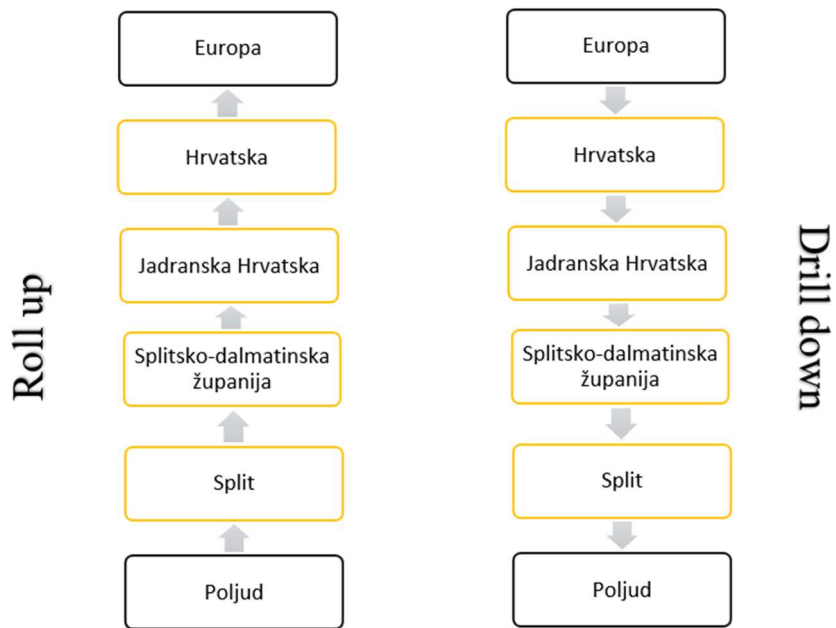 Roll up
Europa
Hrvatska
Jadranska Hrvatska
Splitsko-dalmatinska
županija
Split
Poljud
Europa
Hrvatska
Jadranska Hrvatska
Splitsko-dalmatinska
županija
Split
Poljud
Drill down